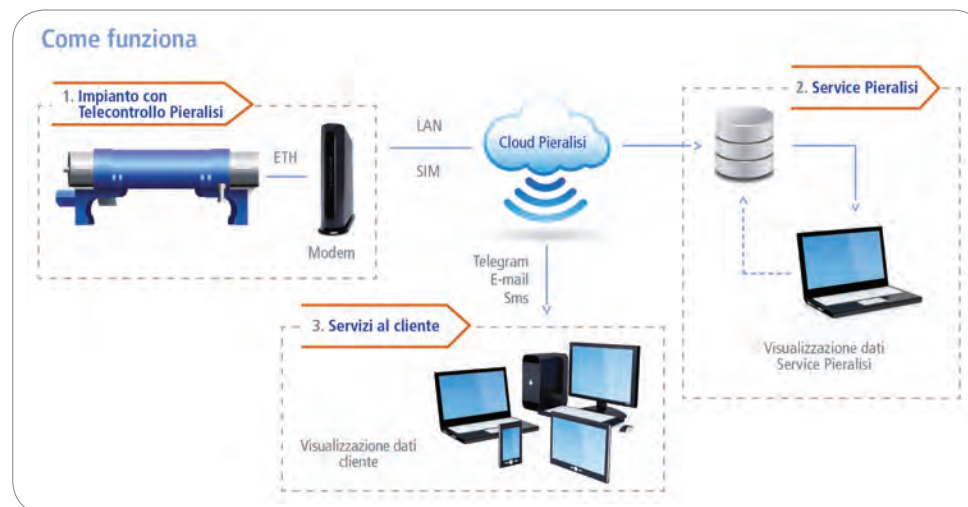 Come funziona
1. Impianto con
Telecontrollo Pieralisi
ETH
Modem
LAN
SIM
Cloud Pieralisi
2. Service Pieralisi
Visualizzazione dati
Service Pieralisi
Telegram
E-mail
Sms
3. Servizi al cliente
Visualizzazione dati
cliente